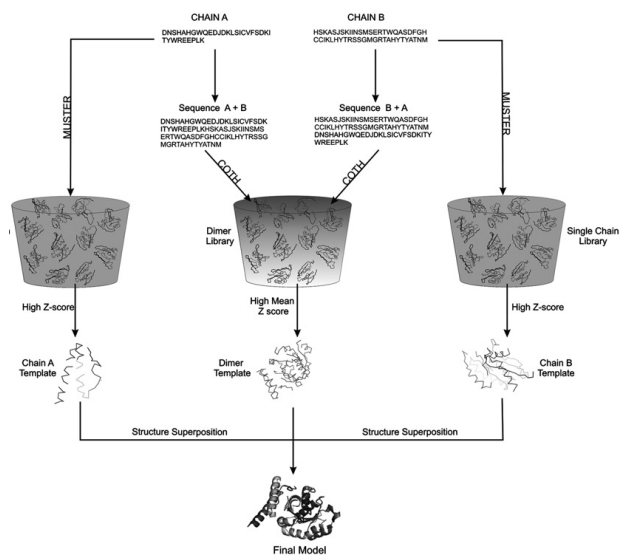 CHAIN A
DNSHAHGWQEDJDKLSICVFSDKI
TYWREEPLK
CHAIN B
HSKASJSKIINSMSERTWQASDFGH
CCIKLHYTRSSGMGRTAHYTYATNM
MUSTER
MUSTER
Sequence A + B
DNSHAHGWQEDJDKLSICVFSDK
ITYWREEPLKHSKASJSKIINSMS
ERTWQASDFGHCCIKLHYTRSSG
MGRTAHYTYATNM
Sequence B + A
HSKASJSKIINSMSERTWQASDFGH
CCIKLHYTRSSGMGRTAHYTYATNM
DNSHAHGWQEDJDKLSICVFSDKITY
WREEPLK
COTH
COTH
Dimer
Library
Single Chain
Library
High Z-score
High Mean
Z score
High Z-score
Chain A
Template
Dimer
Template
Chain B
Template
Structure Superposition
Structure Superposition
Final Model